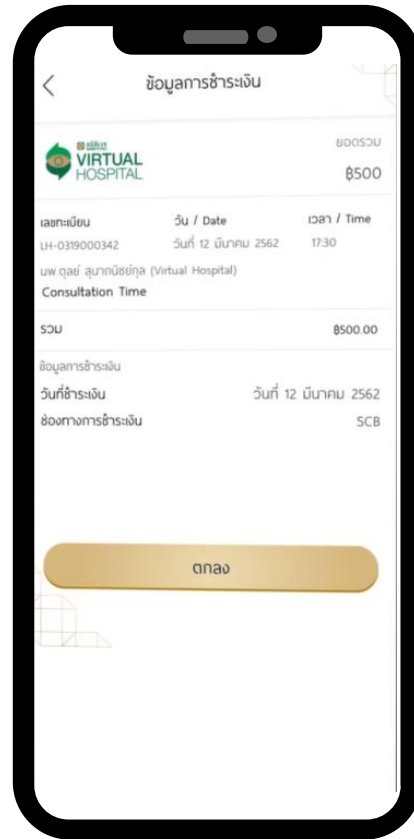 ข้อมูลการชำระเงิน
ยอดรวม
VIRTUAL
HOSPITAL
฿500
เลขทะเบียน วัน / Date เวลา / Time
LH-0319000342 วันที่ 12 มีนาคม 2562 17:30
นพ.ตุลย์ สุนากนิชย์กุล (Virtual Hospital)
Consultation Time
รวม ฿500.00
ข้อมูลการชำระเงิน
วันที่ชำระเงิน วันที่ 12 มีนาคม 2562
ช่องทางการชำระเงิน SCB
ตกลง